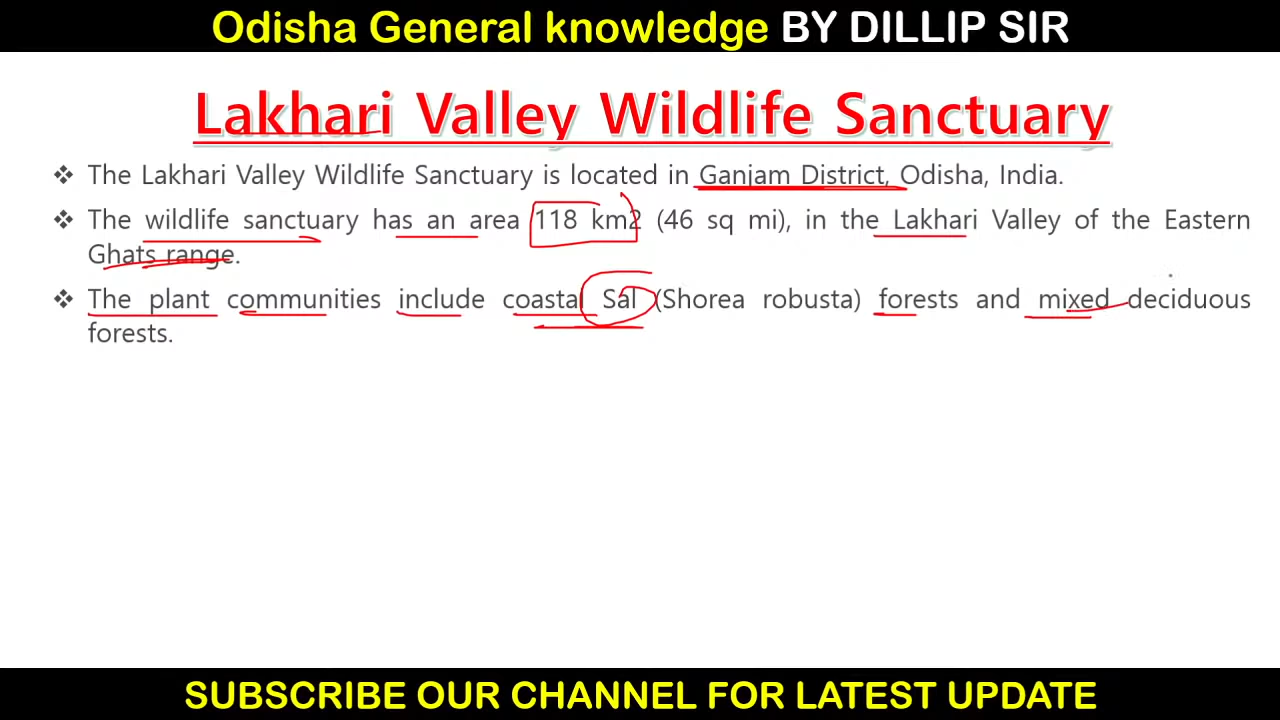 Odisha General knowledge BY DILLIP SIR
Lakhari Valley Wildlife Sanctuary
❖ The Lakhari Valley Wildlife Sanctuary is located in Ganjam District, Odisha, India.
❖ The wildlife sanctuary has an area 118 km2 (46 sq mi), in the Lakhari Valley of the Eastern
Ghats range.
❖ The plant communities include coastal Sal (Shorea robusta) forests and mixed deciduous
forests.
SUBSCRIBE OUR CHANNEL FOR LATEST UPDATE